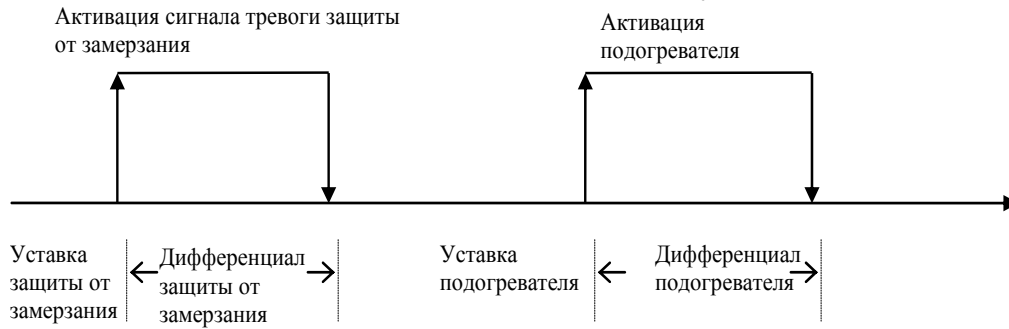 Активация сигнала тревоги защиты
от замерзания
Активация
подогревателя
Уставка
защиты от
замерзания
Дифференциал
защиты от
замерзания
Уставка
подогревателя
Дифференциал
подогревателя